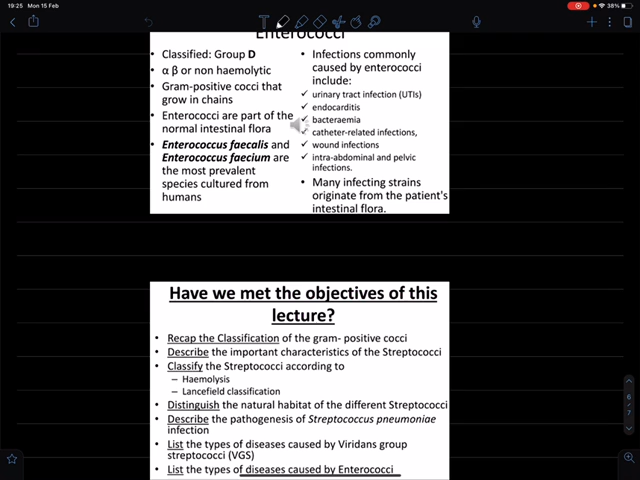 19:25 Mon 15 Feb
38%
Enterococci
• Classified: Group D
• α β or non haemolytic
• Gram-positive cocci that
grow in chains
• Enterococci are part of the
normal intestinal flora
• Enterococcus faecalis and
Enterococcus faecium are
the most prevalent
species cultured from
humans
• Infections commonly
caused by enterococci
include:
✓ urinary tract infection (UTIs)
✓ endocarditis
✓ bacteraemia
✓ catheter-related infections,
✓ wound infections
✓ intra-abdominal and pelvic
infections.
• Many infecting strains
originate from the patient's
intestinal flora.
Have we met the objectives of this
lecture?
• Recap the Classification of the gram- positive cocci
• Describe the important characteristics of the Streptococci
• Classify the Streptococci according to
– Haemolysis
– Lancefield classification
• Distinguish the natural habitat of the different Streptococci
• Describe the pathogenesis of Streptococcus pneumoniae
infection
• List the types of diseases caused by Viridans group
streptococci (VGS)
• List the types of diseases caused by Enterococci
6
/
7